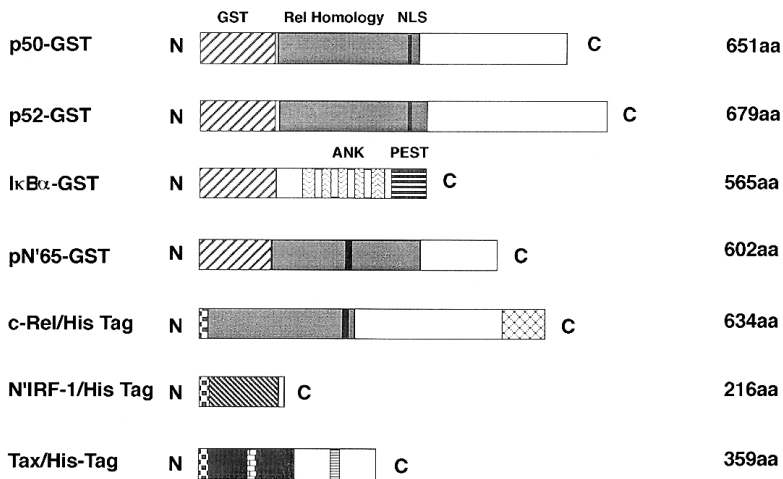 GST Rel Homology NLS
p50-GST N C 651aa
p52-GST N C 679aa
ANK PEST
IκBα-GST N C 565aa
pN'65-GST N C 602aa
c-Rel/His Tag N C 634aa
N'IRF-1/His Tag N C 216aa
Tax/His-Tag N C 359aa